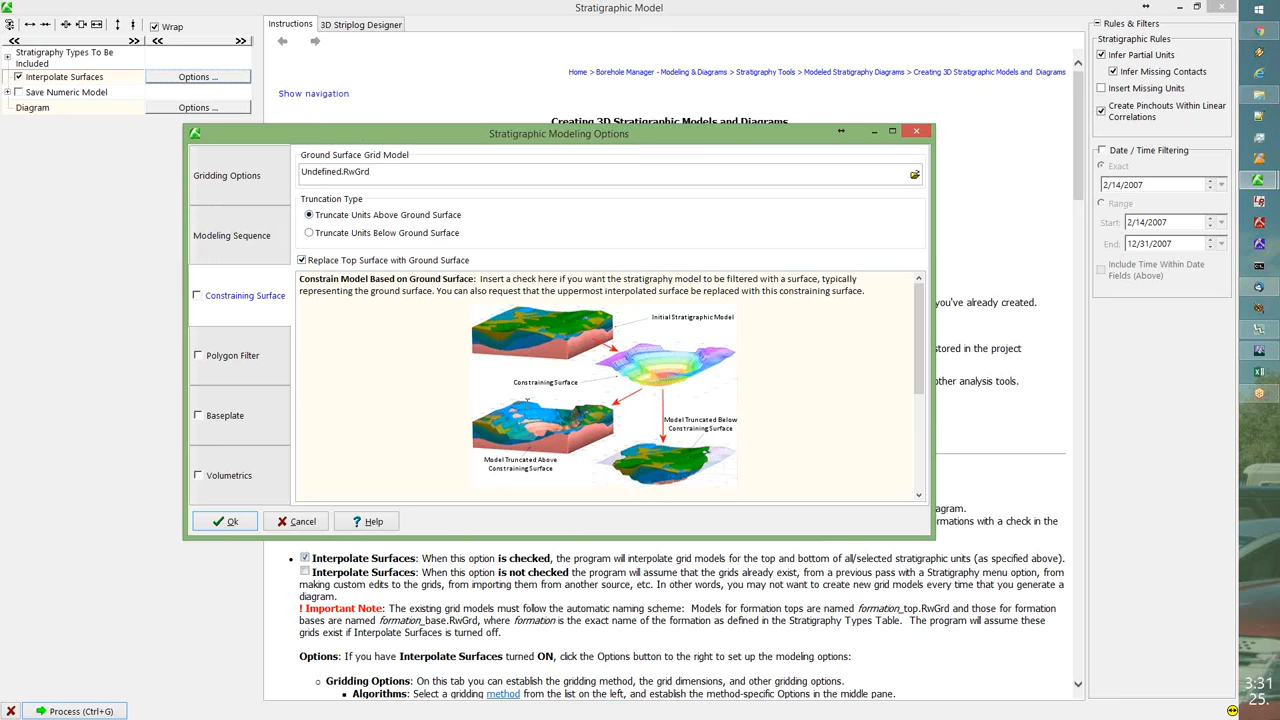 Stratigraphic Model
Wrap
<< >> << >>
Stratigraphy Types To Be
Included
Interpolate Surfaces
Options ...
Save Numeric Model
Diagram
Options ...
Instructions
3D Striplog Designer
Home > Borehole Manager - Modeling & Diagrams > Stratigraphy Tools > Modeled Stratigraphy Diagrams > Creating 3D Stratigraphic Models and Diagrams
Show navigation
Creating 3D Stratigraphic Models and Diagrams
Stratigraphic Modeling Options
Gridding Options
Modeling Sequence
Constraining Surface
Polygon Filter
Baseplate
Volumetrics
Ground Surface Grid Model
Undefined.RwGrd
Truncation Type
Truncate Units Above Ground Surface
Truncate Units Below Ground Surface
Replace Top Surface with Ground Surface
Constrain Model Based on Ground Surface: Insert a check here if you want the stratigraphy model to be filtered with a surface, typically
representing the ground surface. You can also request that the uppermost interpolated surface be replaced with this constraining surface.
Initial Stratigraphic Model
Constraining Surface
Model Truncated Below
Constraining Surface
Model Truncated Above
Constraining Surface
Ok
Cancel
Help
you've already created.
stored in the project
other analysis tools.
agram.
ormations with a check in the
• Interpolate Surfaces: When this option is checked, the program will interpolate grid models for the top and bottom of all/selected stratigraphic units (as specified above).
Interpolate Surfaces: When this option is not checked the program will assume that the grids already exist, from a previous pass with a Stratigraphy menu option, from
making custom edits to the grids, from importing them from another source, etc. In other words, you may not want to create new grid models every time that you generate a
diagram.
! Important Note: The existing grid models must follow the automatic naming scheme: Models for formation tops are named formation_top.RwGrd and those for formation
bases are named formation_base.RwGrd, where formation is the exact name of the formation as defined in the Stratigraphy Types Table. The program will assume these
grids exist if Interpolate Surfaces is turned off.
Options: If you have Interpolate Surfaces turned ON, click the Options button to the right to set up the modeling options:
Gridding Options: On this tab you can establish the gridding method, the grid dimensions, and other gridding options.
Algorithms: Select a gridding method from the list on the left, and establish the method-specific Options in the middle pane.
Process (Ctrl+G)
Rules & Filters
Stratigraphic Rules
Infer Partial Units
Infer Missing Contacts
Insert Missing Units
Create Pinchouts Within Linear
Correlations
Date / Time Filtering
Exact
2/14/2007
Range
Start: 2/14/2007
End: 12/31/2007
Include Time Within Date
Fields (Above)
3:31
25.